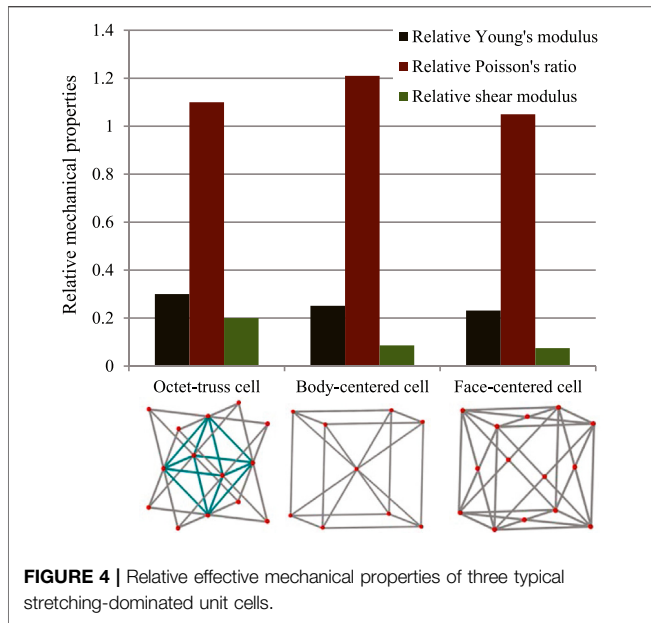 1.4
1.2
1
0.8
0.6
0.4
0.2
0
Relative mechanical properties
Relative Young's modulus
Relative Poisson's ratio
Relative shear modulus
Octet-truss cell Body-centered cell Face-centered cell
FIGURE 4 | Relative effective mechanical properties of three typical
stretching-dominated unit cells.